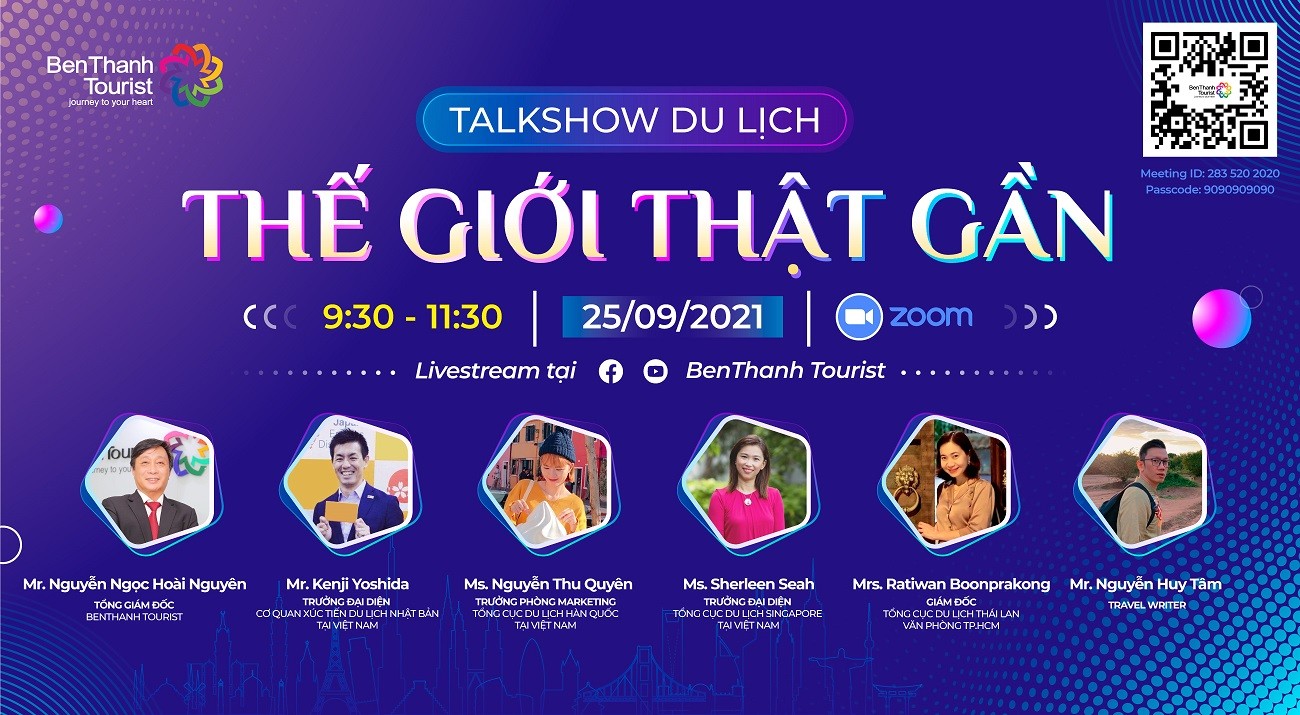 BenThanh
Tourist
journey to your heart
BenThanh
Tourist
Meeting ID: 283 520 2020
Passcode: 9090909090
TALKSHOW DU LỊCH
THẾ GIỚI THẬT GẦN
9:30 - 11:30
25/09/2021
zoom
Livestream tại
BenThanh Tourist
Mr. Nguyễn Ngọc Hoài Nguyên
TỔNG GIÁM ĐỐC
BENTHANH TOURIST
Mr. Kenji Yoshida
TRƯỞNG ĐẠI DIỆN
CƠ QUAN XÚC TIẾN DU LỊCH NHẬT BẢN
TẠI VIỆT NAM
Ms. Nguyễn Thu Quyên
TRƯỞNG PHÒNG MARKETING
TỔNG CỤC DU LỊCH HÀN QUỐC
TẠI VIỆT NAM
Ms. Sherleen Seah
TRƯỞNG ĐẠI DIỆN
TỔNG CỤC DU LỊCH SINGAPORE
TẠI VIỆT NAM
Mrs. Ratiwan Boonprakong
GIÁM ĐỐC
TỔNG CỤC DU LỊCH THÁI LAN
VĂN PHÒNG TP.HCM
Mr. Nguyễn Huy Tâm
TRAVEL WRITER